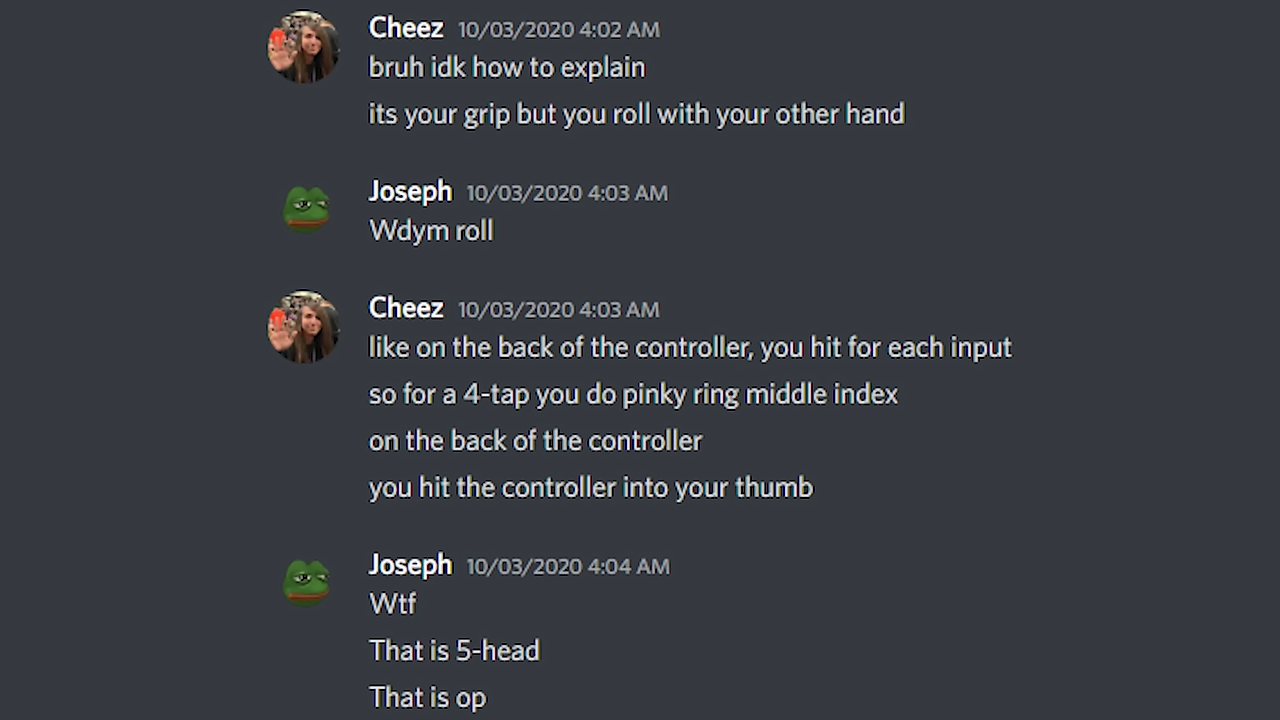 Cheez 10/03/2020 4:02 AM
bruh idk how to explain
its your grip but you roll with your other hand
Joseph 10/03/2020 4:03 AM
Wdym roll
Cheez 10/03/2020 4:03 AM
like on the back of the controller, you hit for each input
so for a 4-tap you do pinky ring middle index
on the back of the controller
you hit the controller into your thumb
Joseph 10/03/2020 4:04 AM
Wtf
That is 5-head
That is op